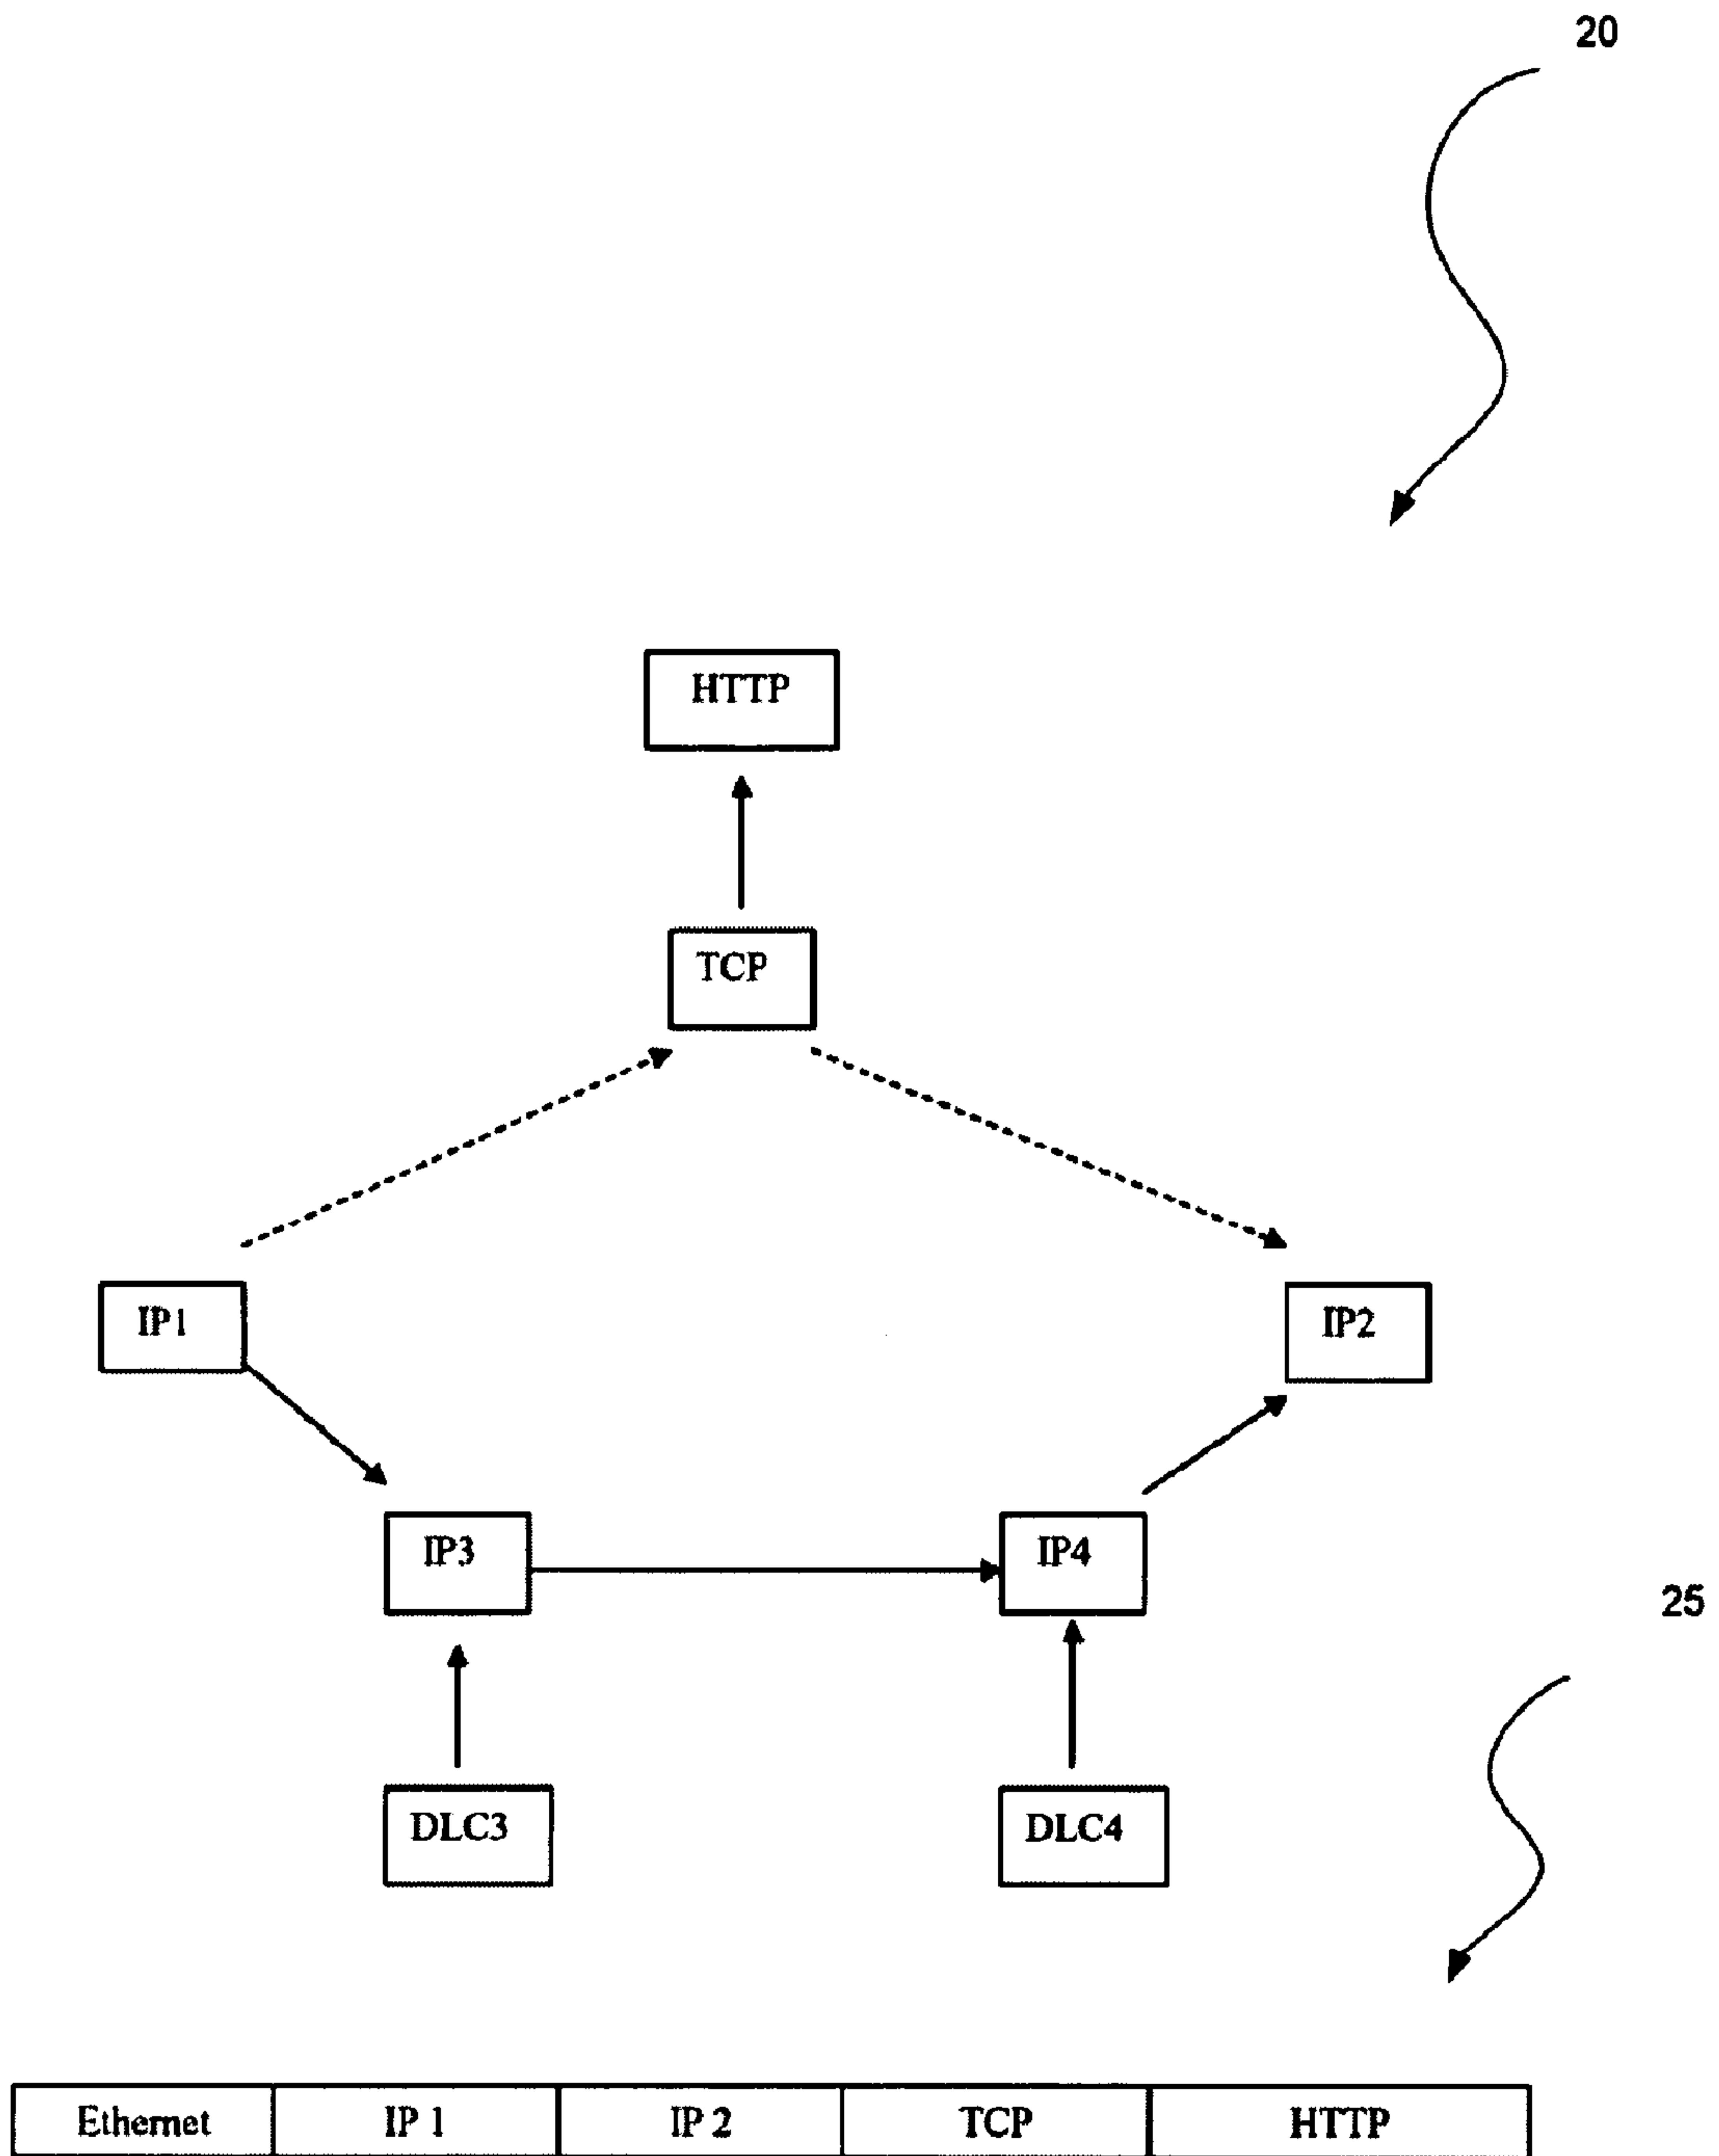 20
HTTP
TCP
IP1
IP2
IP3
IP4
25
DLC3
DLC4
Ethernet IP 1 IP 2 TCP HTTP